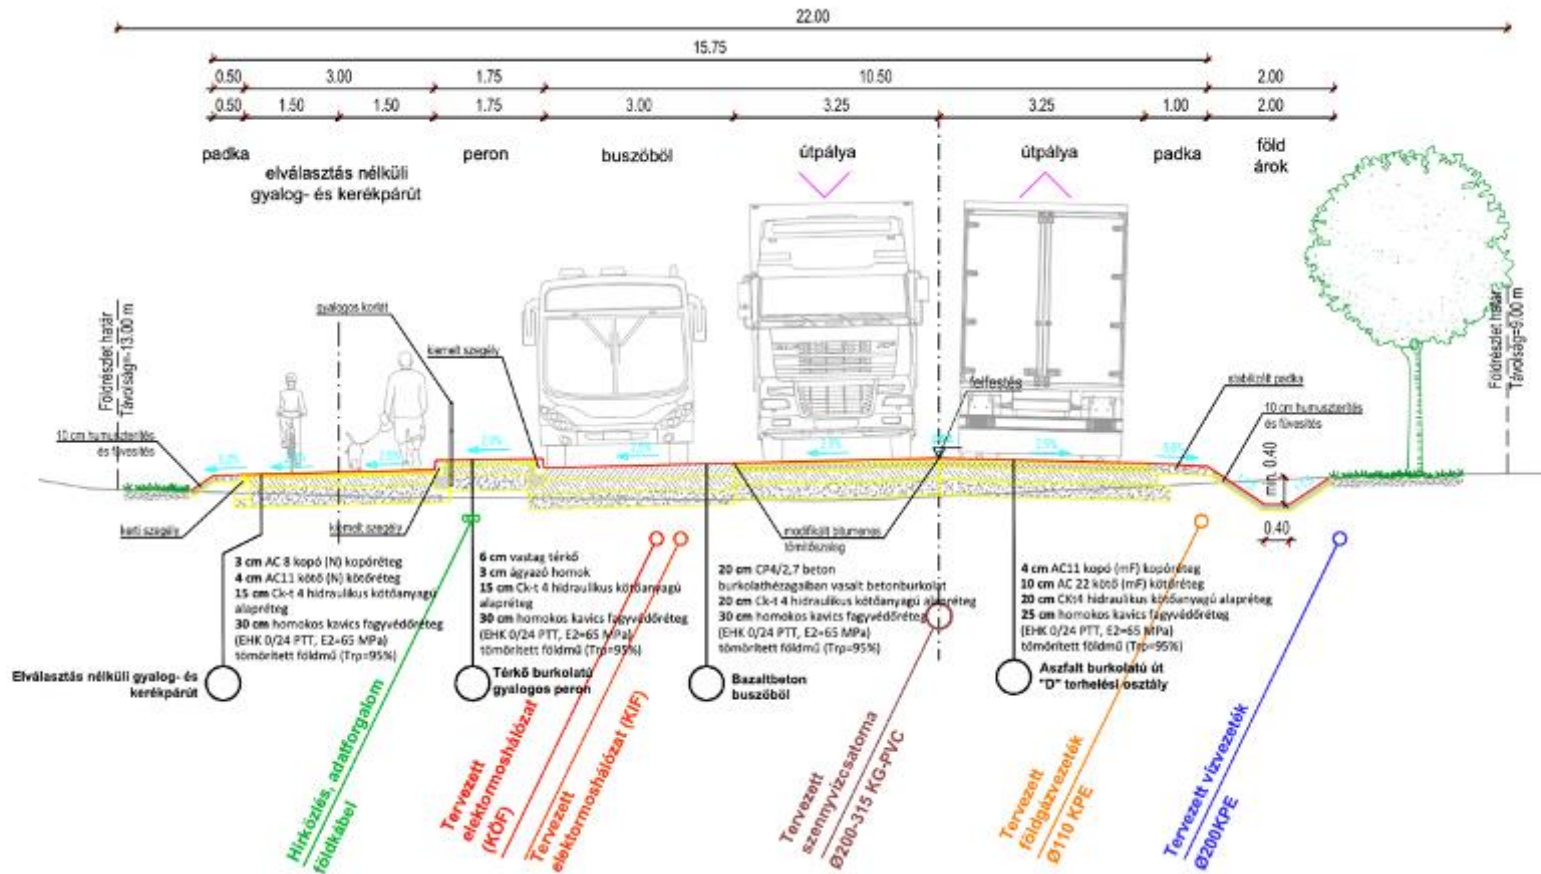 22.00
15.75
0.50 3.00 1.75 10.50 2.00
0.50 1.50 1.50 1.75 3.00 3.25 3.25 1.00 2.00
padka
elválasztás nélküli
gyalog- és kerékpárút
peron
buszöböl
útpálya
útpálya
padka
föld
árok
Földrészlet határ
Távolság=-13.00 m
gyalogos korlát
kiemelt szegély
felfestés
stabilizált padka
10 cm humuszterítés
és füvesítés
Földrészlet határ
Távolság=9.00 m
10 cm humuszterítés
és füvesítés
2.0%
2.0%
2.0%
2.5%
2.5%
min. 0.40
0.40
kerti szegély
kiemelt szegély
modifikált bitumenes
tömítőszalag
3 cm AC 8 kopó (N) kopóréteg
4 cm AC11 kötő (N) kötőréteg
15 cm Ck-t 4 hidraulikus kötőanyagú
alapréteg
30 cm homokos kavics fagyvédőréteg
(EHK 0/24 PTT, E2=65 MPa)
tömörített földmű (Trp=95%)
Elválasztás nélküli gyalog- és
kerékpárút
6 cm vastag térkő
3 cm ágyazó homok
15 cm Ck-t 4 hidraulikus kötőanyagú
alapréteg
30 cm homokos kavics fagyvédőréteg
(EHK 0/24 PTT, E2=65 MPa)
tömörített földmű (Trp=95%)
Térkő burkolatú
gyalogos peron
20 cm CP4/2,7 beton
burkolathézagaiban vasalt betonburkolat
20 cm Ck-t 4 hidraulikus kötőanyagú alapréteg
30 cm homokos kavics fagyvédőréteg
(EHK 0/24 PTT, E2=65 MPa)
tömörített földmű (Trp=95%)
Bazaltbeton
buszöböl
4 cm AC11 kopó (mF) kopóréteg
10 cm AC 22 kötő (mF) kötőréteg
20 cm CKt4 hidraulikus kötőanyagú alapréteg
25 cm homokos kavics fagyvédőréteg
(EHK 0/24 PTT, E2=65 MPa)
tömörített földmű (Trp=95%)
Aszfalt burkolatú út
"D" terhelési osztály
Hírközlés, adatforgalom
földkábel
Tervezett
elektormoshálózat
(KÖF)
Tervezett
elektormoshálózat (KIF)
Tervezett
szennyvízcsatorna
Ø200-315 KG-PVC
Tervezett
földgázvezeték
Ø110 KPE
Tervezett vízvezeték
Ø200KPE